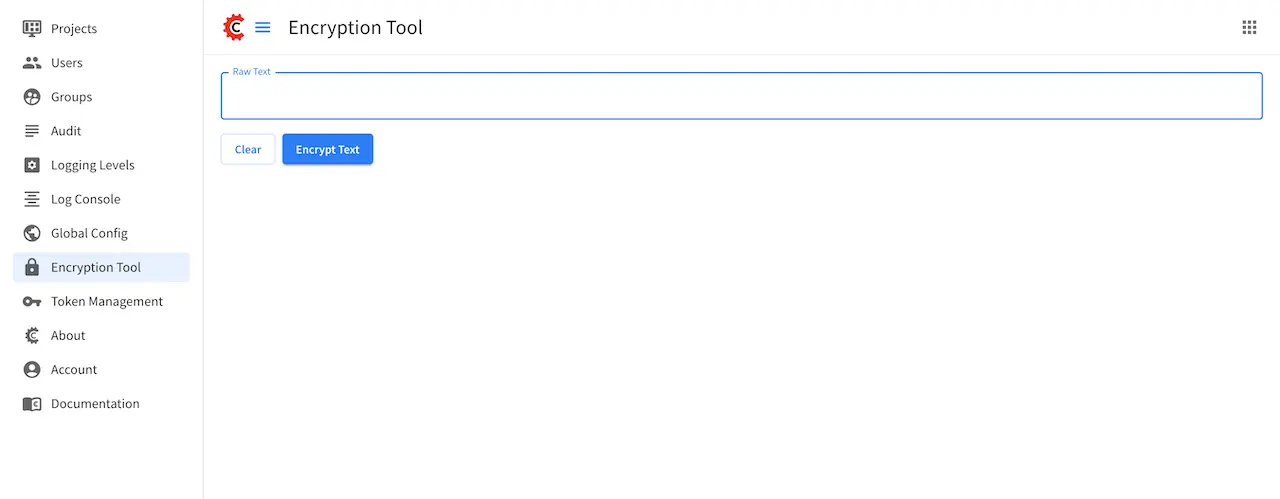 Projects
Users
Groups
Audit
Logging Levels
Log Console
Global Config
Encryption Tool
Token Management
About
Account
Documentation
C
Encryption Tool
Raw Text
Clear
Encrypt Text